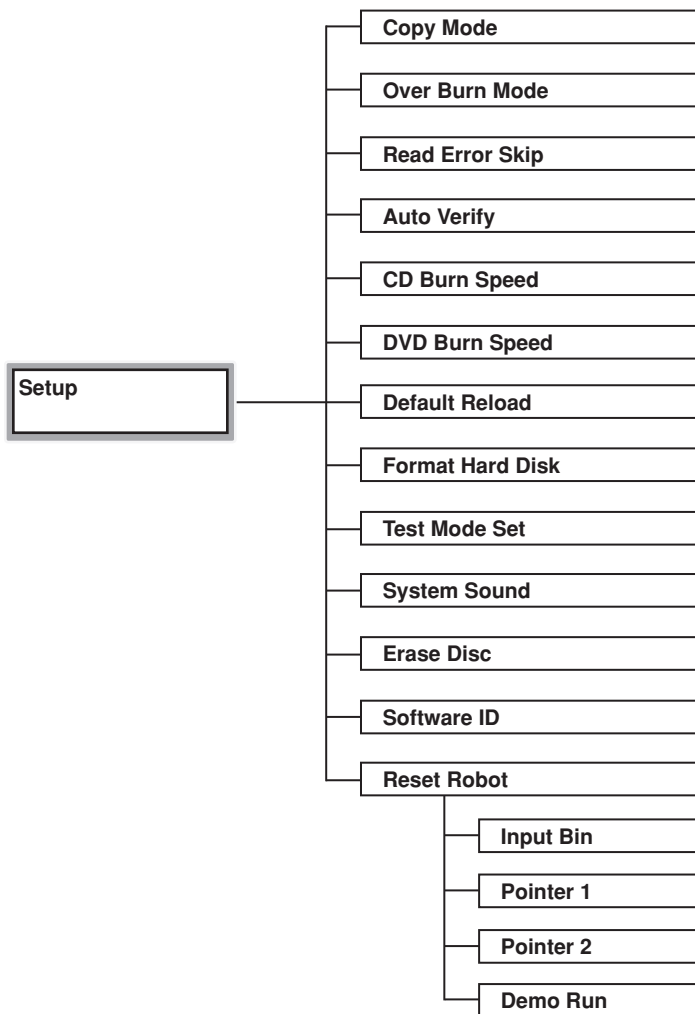 Copy Mode
Over Burn Mode
Read Error Skip
Auto Verify
CD Burn Speed
DVD Burn Speed
Setup
Default Reload
Format Hard Disk
Test Mode Set
System Sound
Erase Disc
Software ID
Reset Robot
Input Bin
Pointer 1
Pointer 2
Demo Run